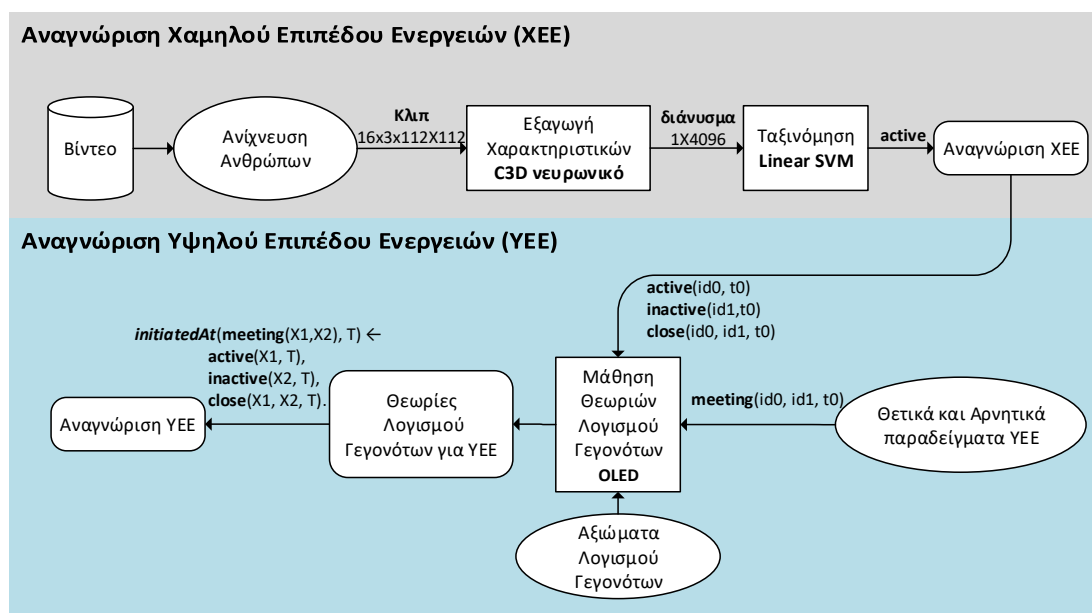 Αναγνώριση Χαμηλού Επιπέδου Ενεργειών (ΧΕΕ)
Βίντεο
Ανίχνευση
Ανθρώπων
Κλιπ
16x3x112X112
Εξαγωγή
Χαρακτηριστικών
C3D νευρωνικό
διάνυσμα
1X4096
Ταξινόμηση
Linear SVM
active
Αναγνώριση ΧΕΕ
Αναγνώριση Υψηλού Επιπέδου Ενεργειών (ΥΕΕ)
active(id0, t0)
inactive(id1,t0)
close(id0, id1, t0)
initiatedAt(meeting(X1,X2), T) ←
active(X1, T),
inactive(X2, T),
close(X1, X2, T).
Αναγνώριση ΥΕΕ
Θεωρίες
Λογισμού
Γεγονότων για ΥΕΕ
Μάθηση
Θεωριών
Λογισμού
Γεγονότων
OLED
meeting(id0, id1, t0)
Θετικά και Αρνητικά
παραδείγματα ΥΕΕ
Αξιώματα
Λογισμού
Γεγονότων